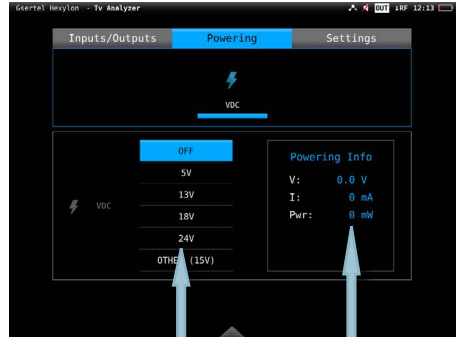 Gsertel Hexylon - Tv Analyzer
OUT ↓RF 12:13
Inputs/Outputs Powering Settings
VDC
OFF
5V
13V
18V
24V
VDC
Powering Info
V: 0.0 V
I: 0 mA
Pwr: 0 mW
(15V)